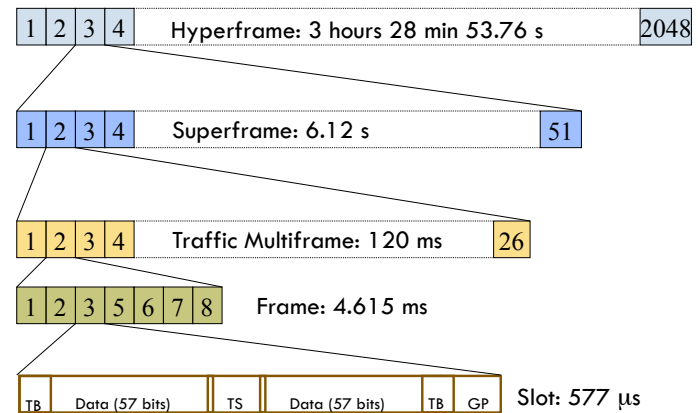 1 2 3 4 Hyperframe: 3 hours 28 min 53.76 s 2048
1 2 3 4 Superframe: 6.12 s 51
1 2 3 4 Traffic Multiframe: 120 ms 26
1 2 3 5 6 7 8 Frame: 4.615 ms
TB Data (57 bits) TS Data (57 bits) TB GP Slot: 577 μs